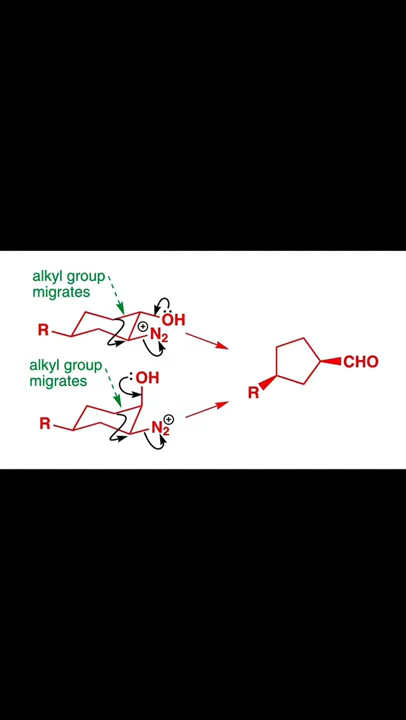 alkyl group
migrates
R
⊕
N₂
:OH
alkyl group
migrates
:OH
R
N₂
⊕
CHO
R